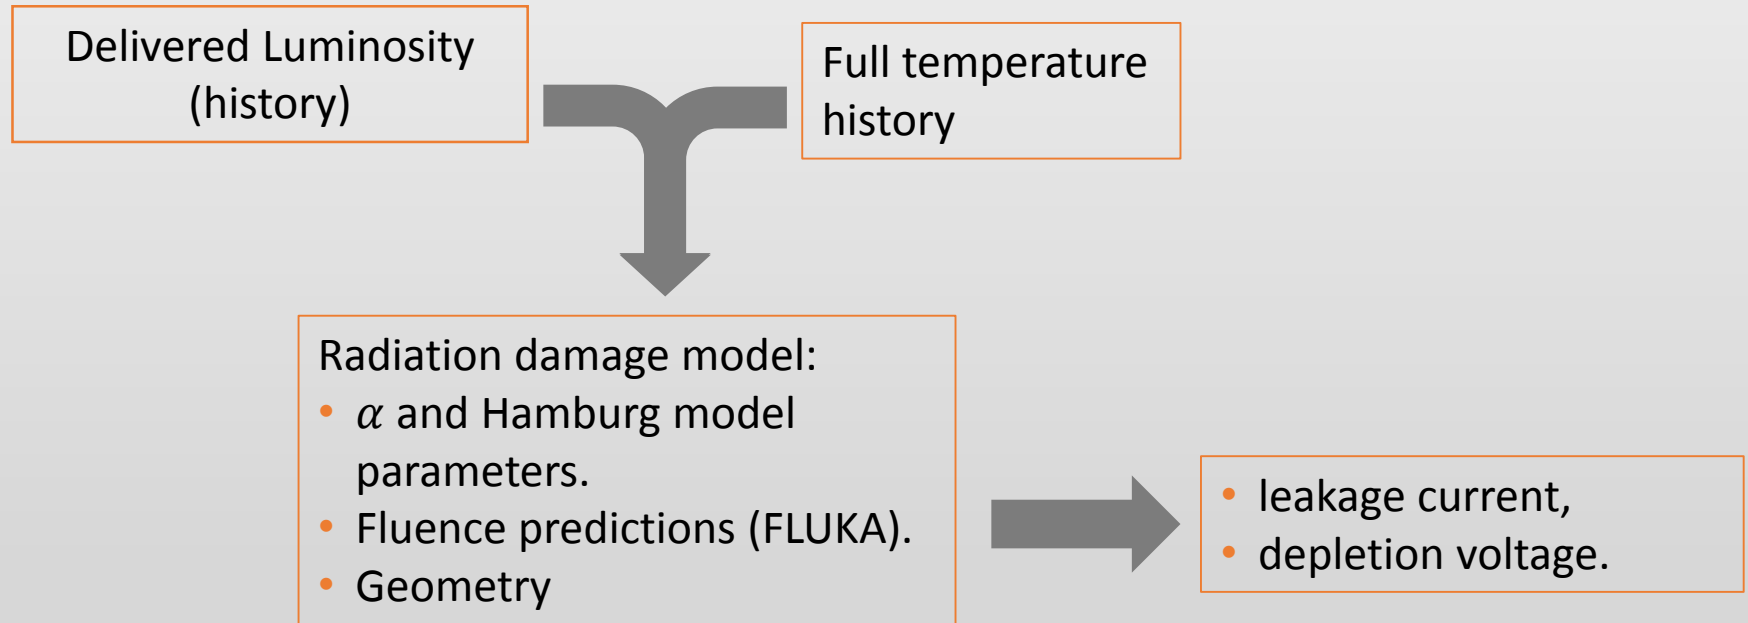 Delivered Luminosity
(history)
Full temperature
history
Radiation damage model:
• 𝛼 and Hamburg model
parameters.
• Fluence predictions (FLUKA).
• Geometry
• leakage current,
• depletion voltage.